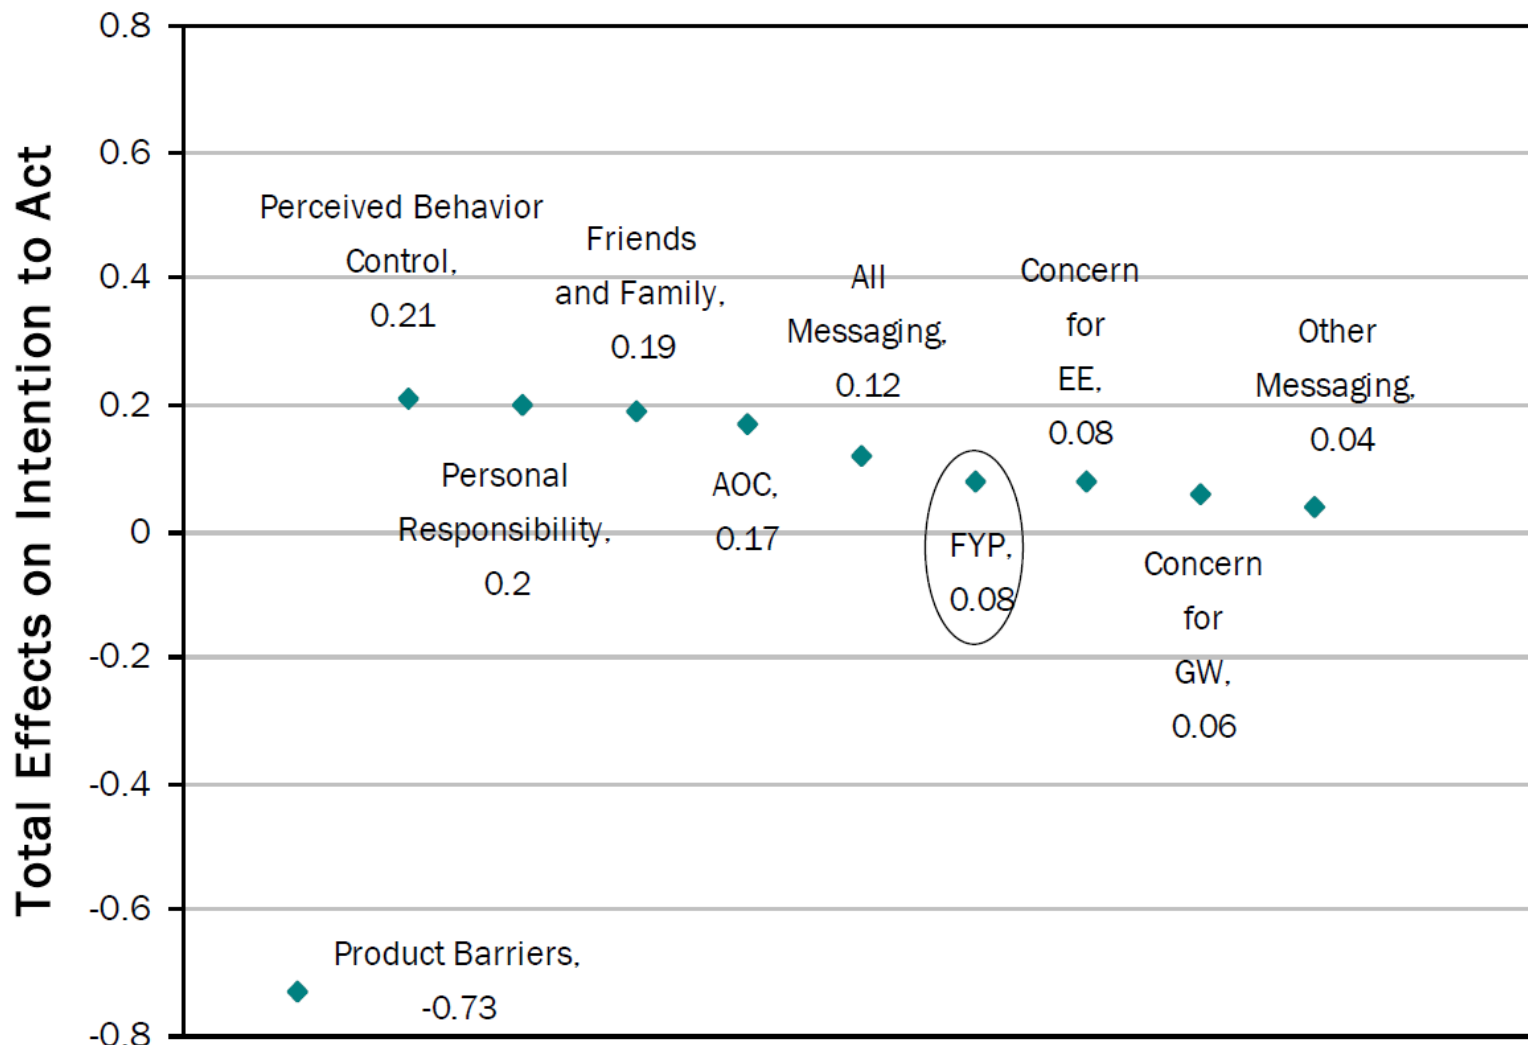 Total Effects on Intention to Act
0.8
0.6
0.4
0.2
0
-0.2
-0.4
-0.6
-0.8
Perceived Behavior
Control,
0.21
Friends
and Family,
0.19
All
Messaging,
0.12
Concern
for
EE,
0.08
Other
Messaging,
0.04
Personal
Responsibility,
0.2
AOC,
0.17
FYP,
0.08
Concern
for
GW,
0.06
Product Barriers,
-0.73